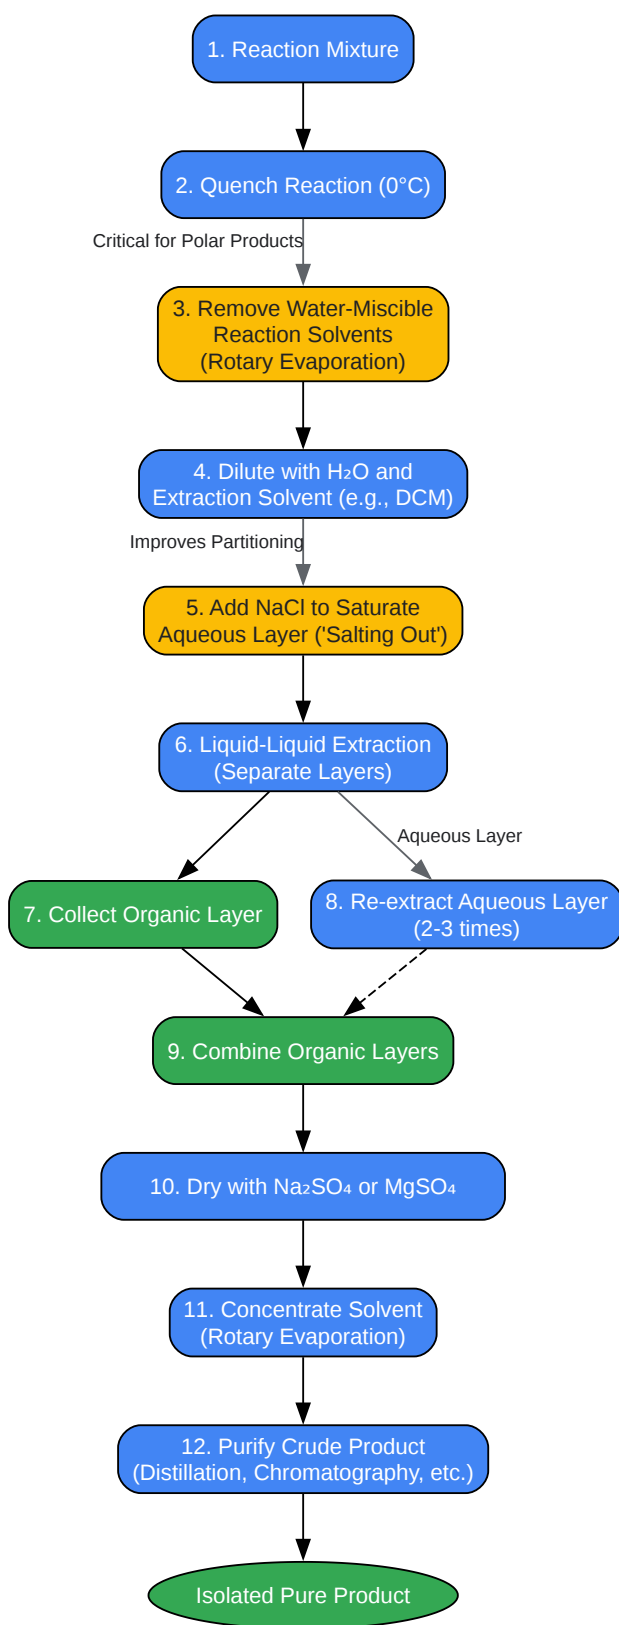 1. Reaction Mixture
2. Quench Reaction (0°C)
Critical for Polar Products
3. Remove Water-Miscible
Reaction Solvents
(Rotary Evaporation)
4. Dilute with H₂O and
Extraction Solvent (e.g., DCM)
Improves Partitioning
5. Add NaCl to Saturate
Aqueous Layer ('Salting Out')
6. Liquid-Liquid Extraction
(Separate Layers)
Aqueous Layer
7. Collect Organic Layer
8. Re-extract Aqueous Layer
(2-3 times)
9. Combine Organic Layers
10. Dry with Na₂SO₄ or MgSO₄
11. Concentrate Solvent
(Rotary Evaporation)
12. Purify Crude Product
(Distillation, Chromatography, etc.)
Isolated Pure Product